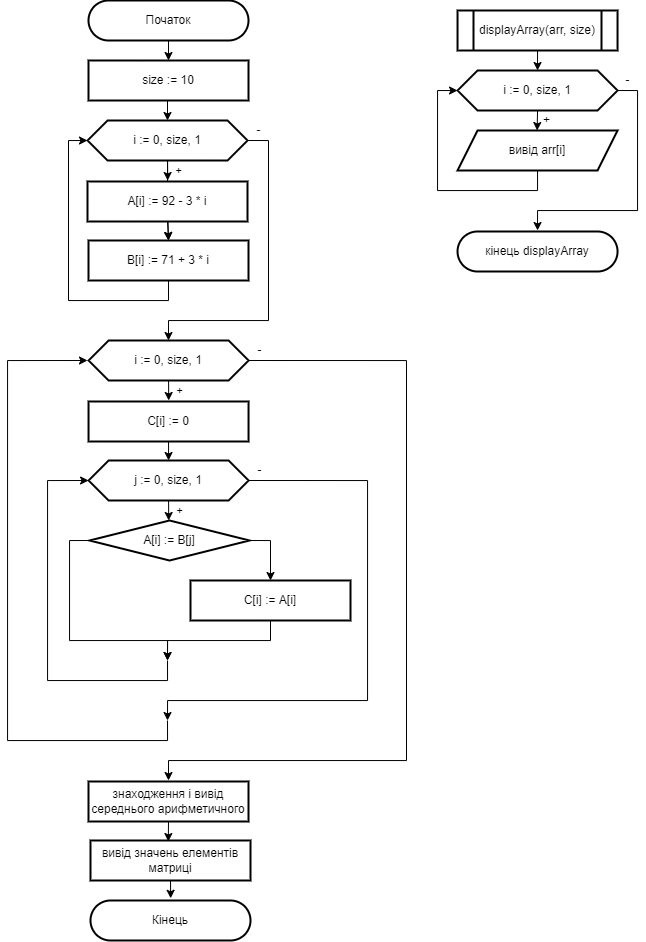 Початок
size := 10
i := 0, size, 1
-
+
A[i] := 92 - 3 * i
B[i] := 71 + 3 * i
i := 0, size, 1
-
+
C[i] := 0
j := 0, size, 1
-
+
A[i] := B[j]
C[i] := A[i]
знаходження і вивід
середнього арифметичного
вивід значень елементів
матриці
Кінець
displayArray(arr, size)
i := 0, size, 1
-
+
вивід arr[i]
кінець displayArray